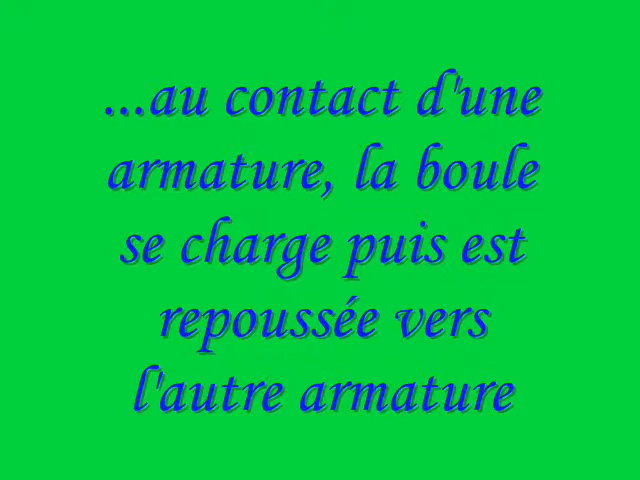 ...au contact d'une
armature, la boule
se charge puis est
repoussée vers
l'autre armature